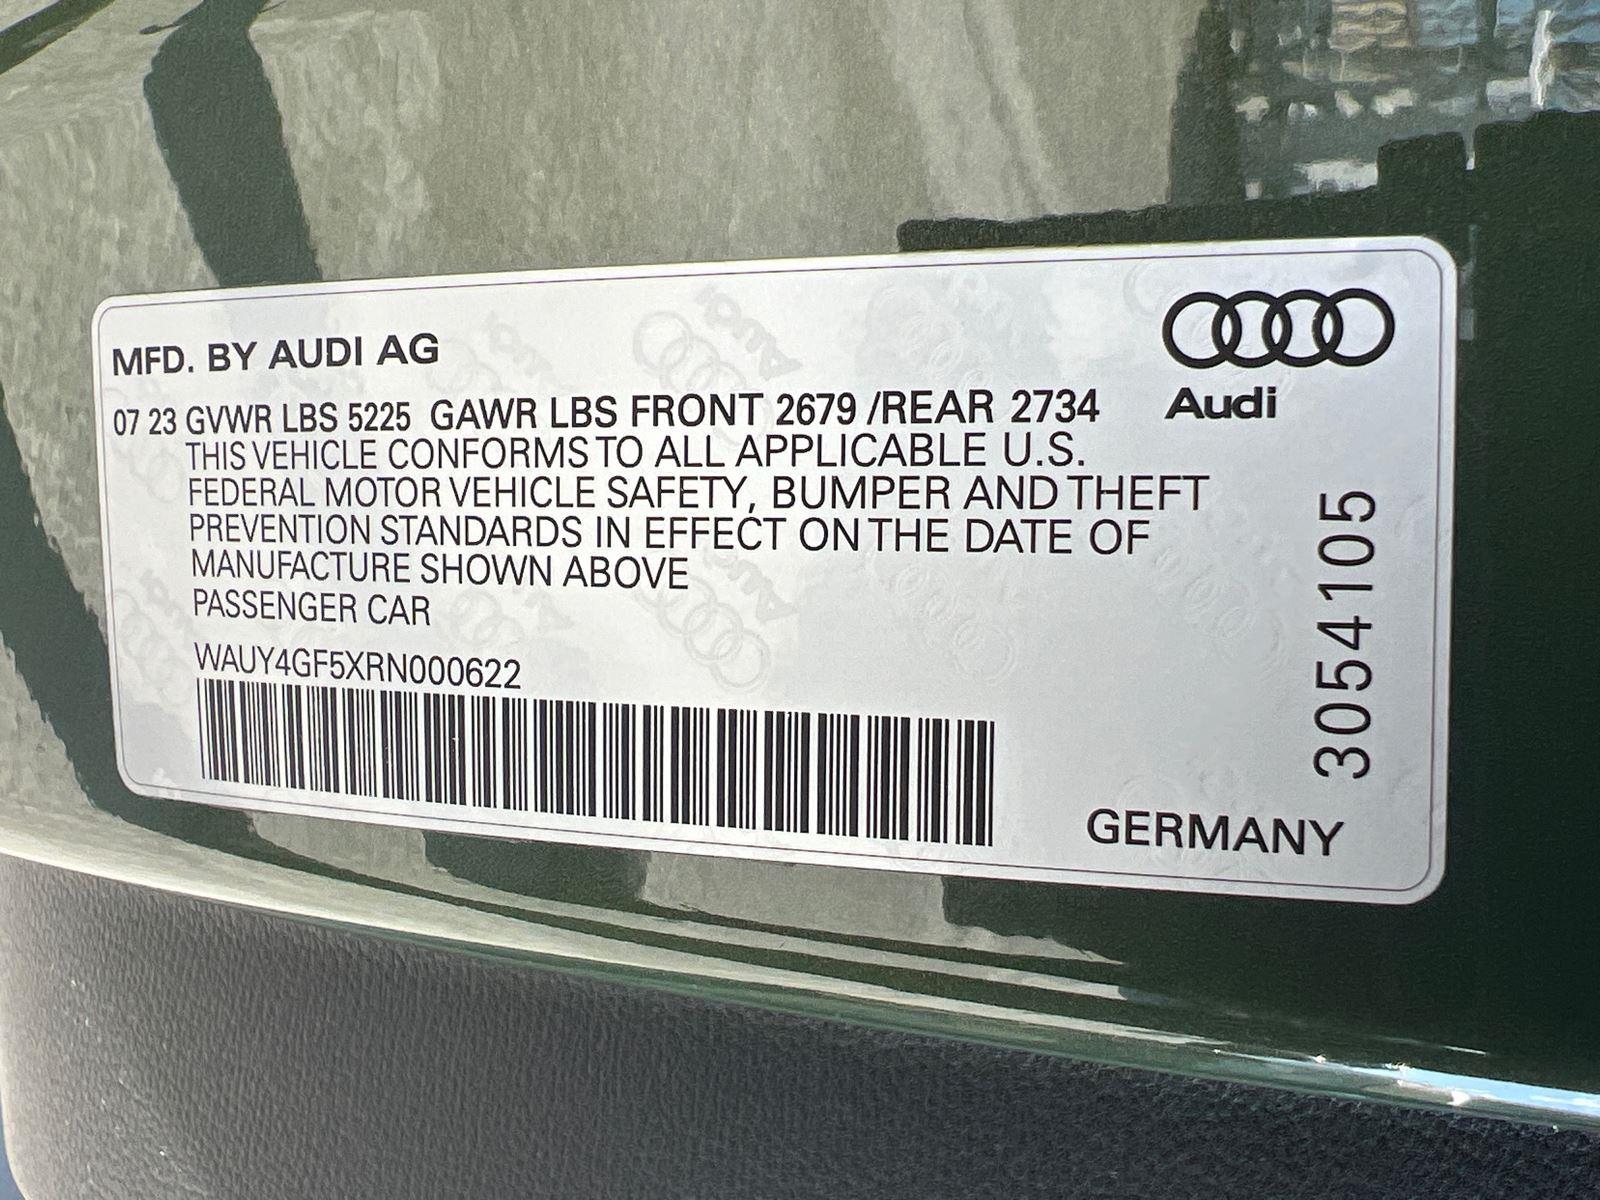 MFD. BY AUDI AG
Audi
07 23 GVWR LBS 5225 GAWR LBS FRONT 2679 /REAR 2734
THIS VEHICLE CONFORMS TO ALL APPLICABLE U.S.
FEDERAL MOTOR VEHICLE SAFETY, BUMPER AND THEFT
PREVENTION STANDARDS IN EFFECT ON THE DATE OF
MANUFACTURE SHOWN ABOVE
PASSENGER CAR
WAUY4GF5XRN000622
3054105
GERMANY